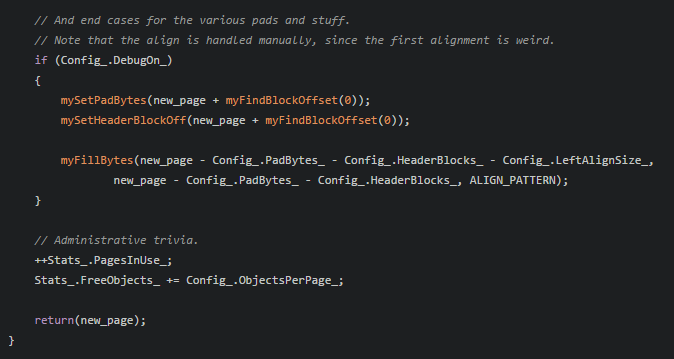 // And end cases for the various pads and stuff.
// Note that the align is handled manually, since the first alignment is weird.
if (Config_.DebugOn_)
{
mySetPadBytes(new_page + myFindBlockOffset(0));
mySetHeaderBlockOff(new_page + myFindBlockOffset(0));
myFillBytes(new_page - Config_.PadBytes_ - Config_.HeaderBlocks_ - Config_.LeftAlignSize_,
new_page - Config_.PadBytes_ - Config_.HeaderBlocks_, ALIGN_PATTERN);
}
// Administrative trivia.
++Stats_.PagesInUse_;
Stats_.FreeObjects_ += Config_.ObjectsPerPage_;
return(new_page);
}